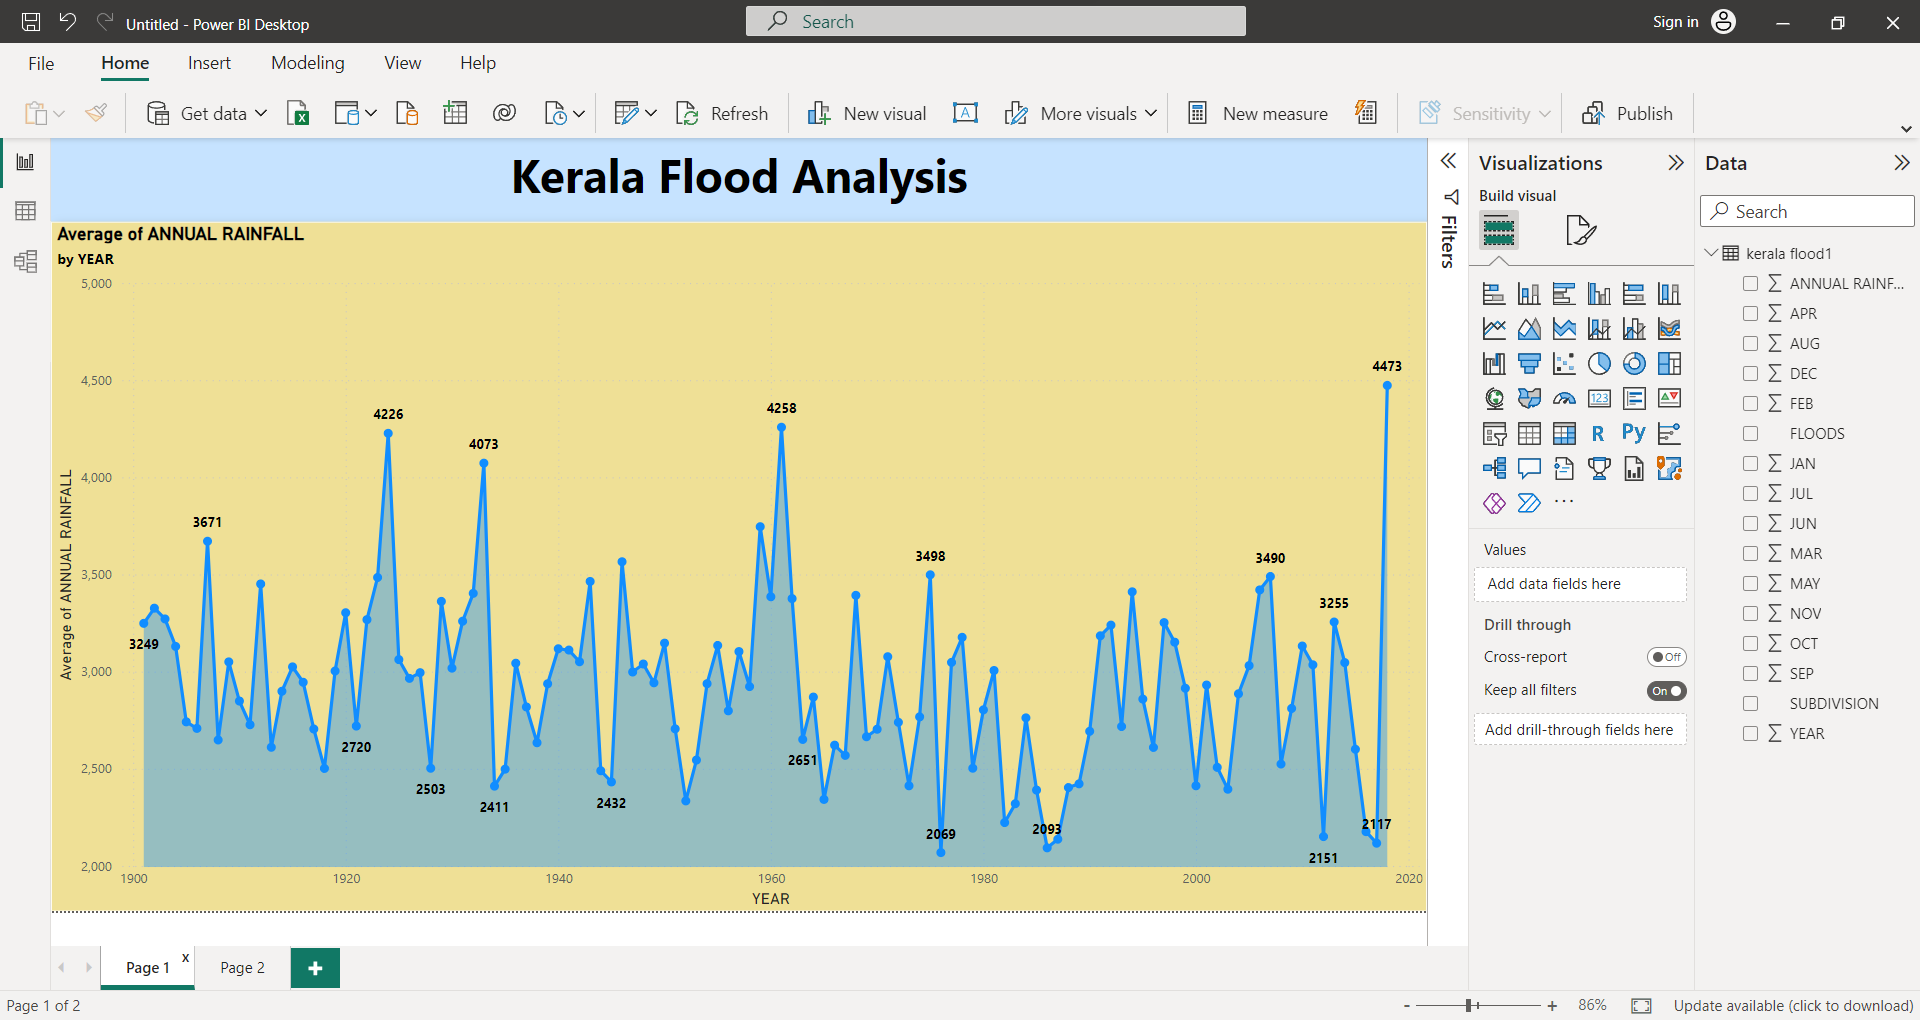 Untitled - Power BI Desktop
Search
Sign in
File Home Insert Modeling View Help
Get data Refresh New visual More visuals New measure Sensitivity Publish
Kerala Flood Analysis
Average of ANNUAL RAINFALL
by YEAR
5,000
4,500
4,000
3,500
3,000
2,500
2,000
Average of ANNUAL RAINFALL
3249
3671
4226
2720
2503
4073
2411
2432
4258
2651
3498
2069
2093
3490
3255
2151
2117
4473
1900 1920 1940 1960 1980 2000 2020
YEAR
Filters
Visualizations
Build visual
123
R
Py
...
Values
Add data fields here
Drill through
Cross-report
Off
Keep all filters
On
Add drill-through fields here
Data
Search
kerala flood1
ANNUAL RAINF...
APR
AUG
DEC
FEB
FLOODS
JAN
JUL
JUN
MAR
MAY
NOV
OCT
SEP
SUBDIVISION
YEAR
Page 1 x
Page 2
+
Page 1 of 2
- + 86%
Update available (click to download)